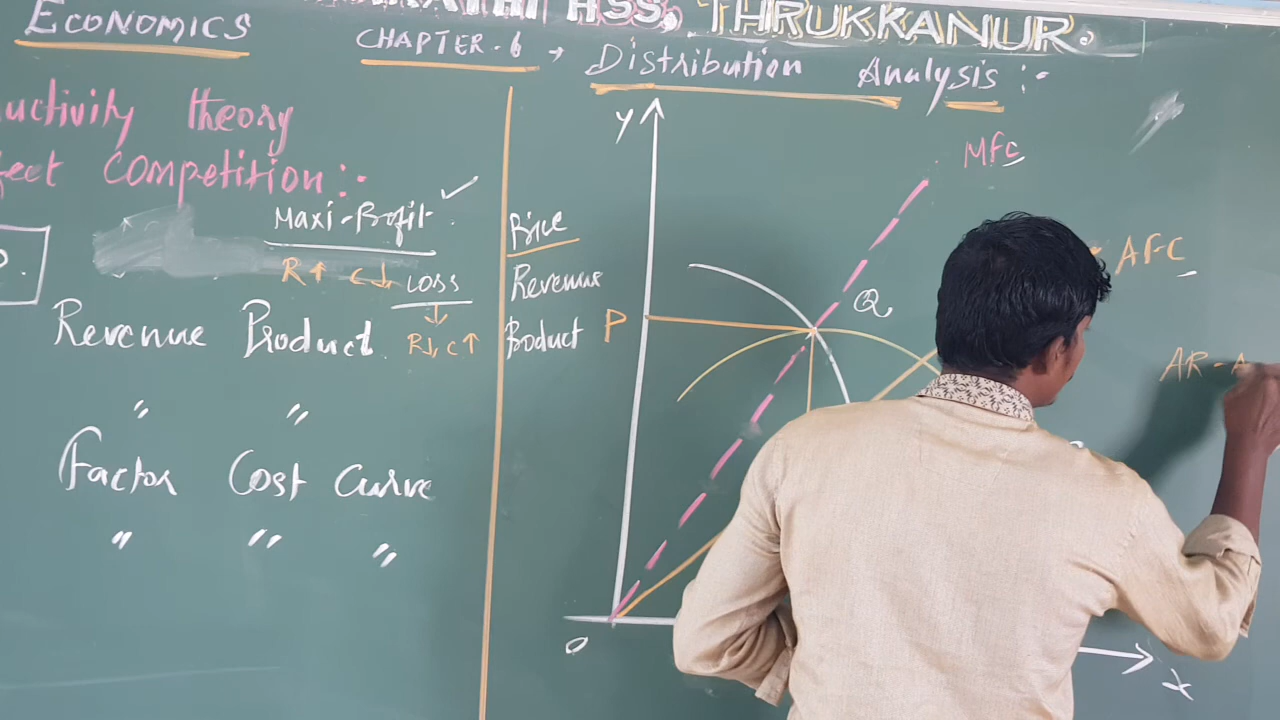 HSS, THRUKKANUR.
ECONOMICS
CHAPTER.6 → Distribution Analysis:-
uctivity theory
fect Competition:-
Maxi-Profit ✓
R↑ C↓ Loss
R↓, C↑
Revenue Product
" "
Factor Cost Curve
" " "
Price
Revenue
Product
Y
MFC
AFC
P
Q
AR -
O
X